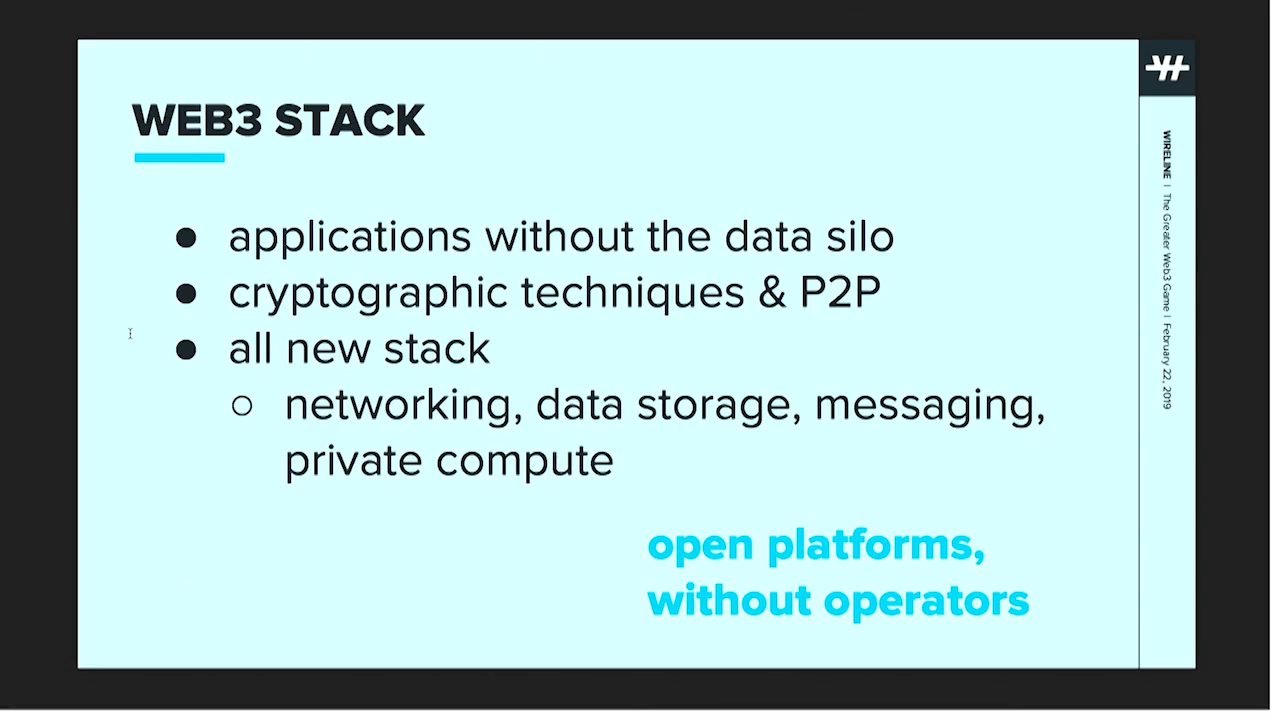 WEB3 STACK
● applications without the data silo
● cryptographic techniques & P2P
● all new stack
○ networking, data storage, messaging,
private compute
open platforms,
without operators
WIRELINE | The Greater Web3 Game | February 22, 2019